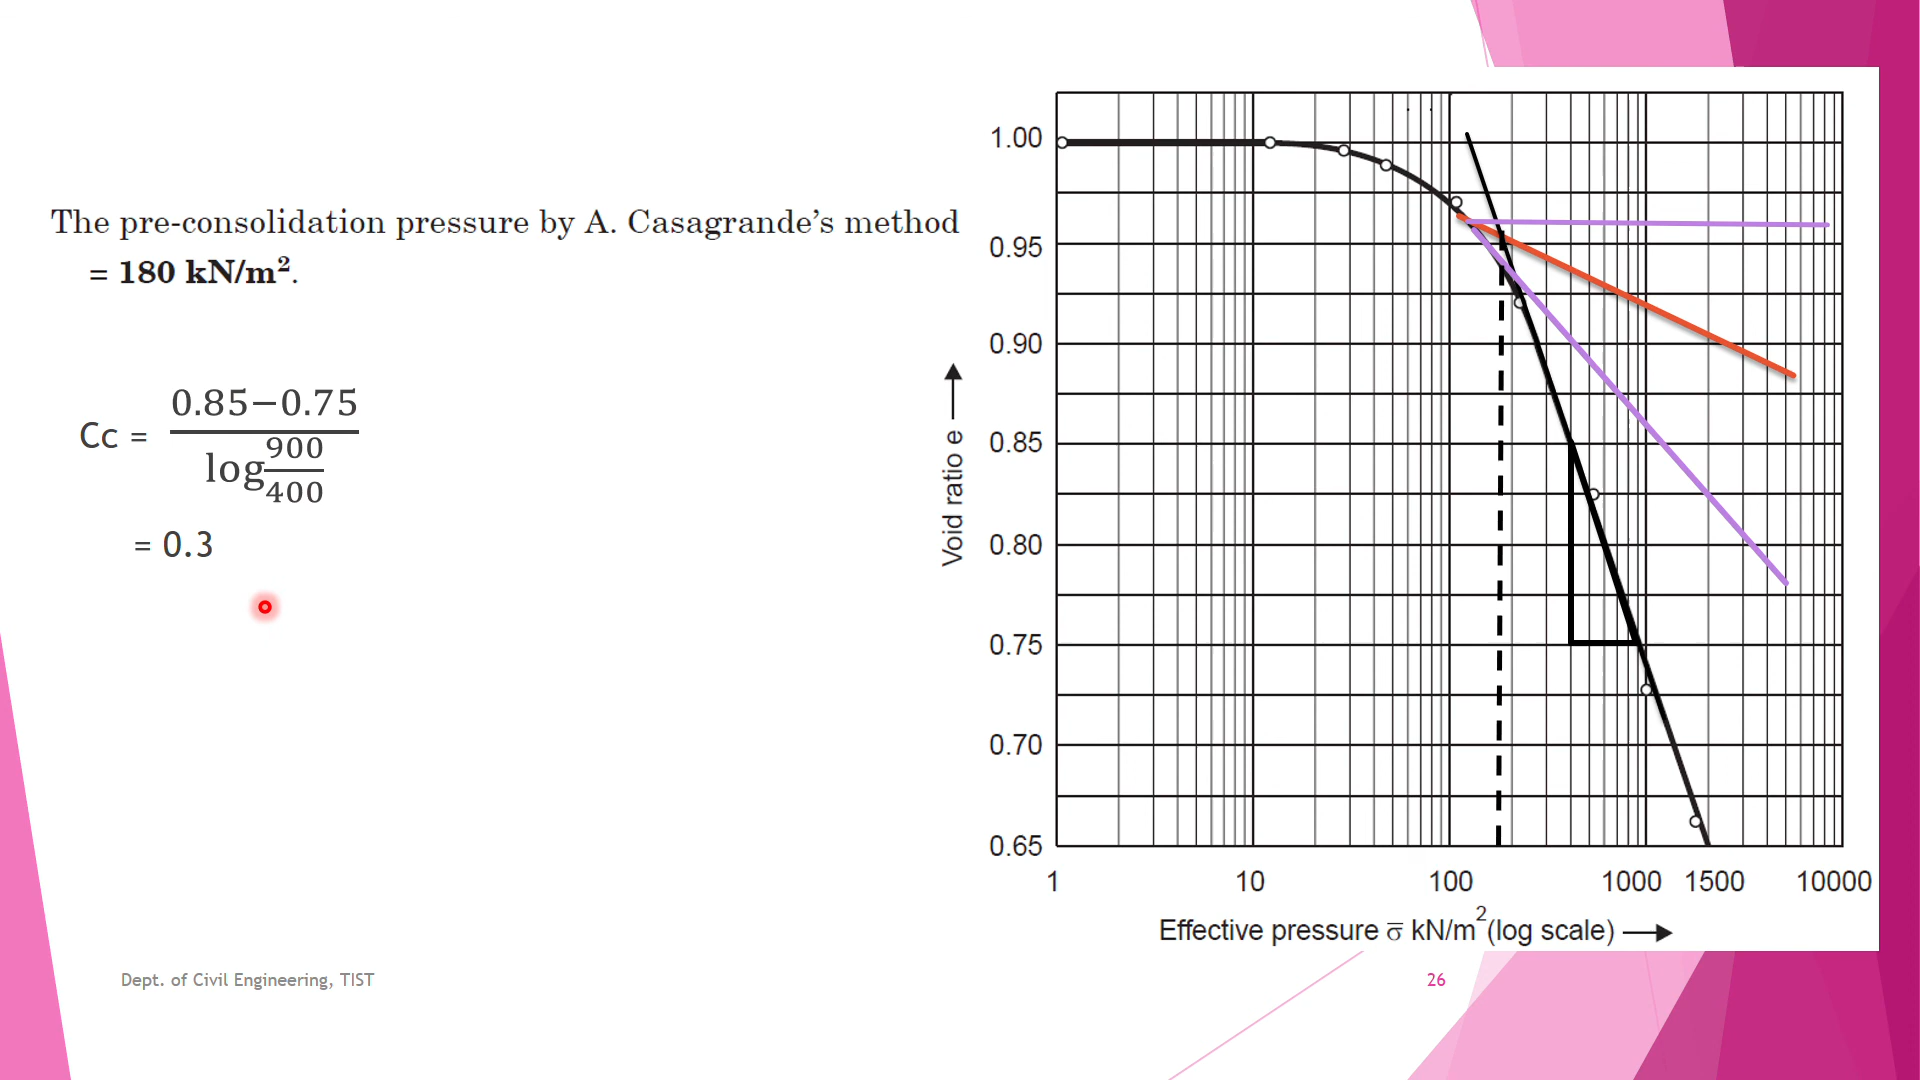 The pre-consolidation pressure by A. Casagrande's method
= 180 kN/m².
Cc = 0.85−0.75
log 900
400
= 0.3
1.00
0.95
0.90
0.85
0.80
0.75
0.70
0.65
Void ratio e
1 10 100 1000 1500 10000
Effective pressure σ̅ kN/m² (log scale)
Dept. of Civil Engineering, TIST
26